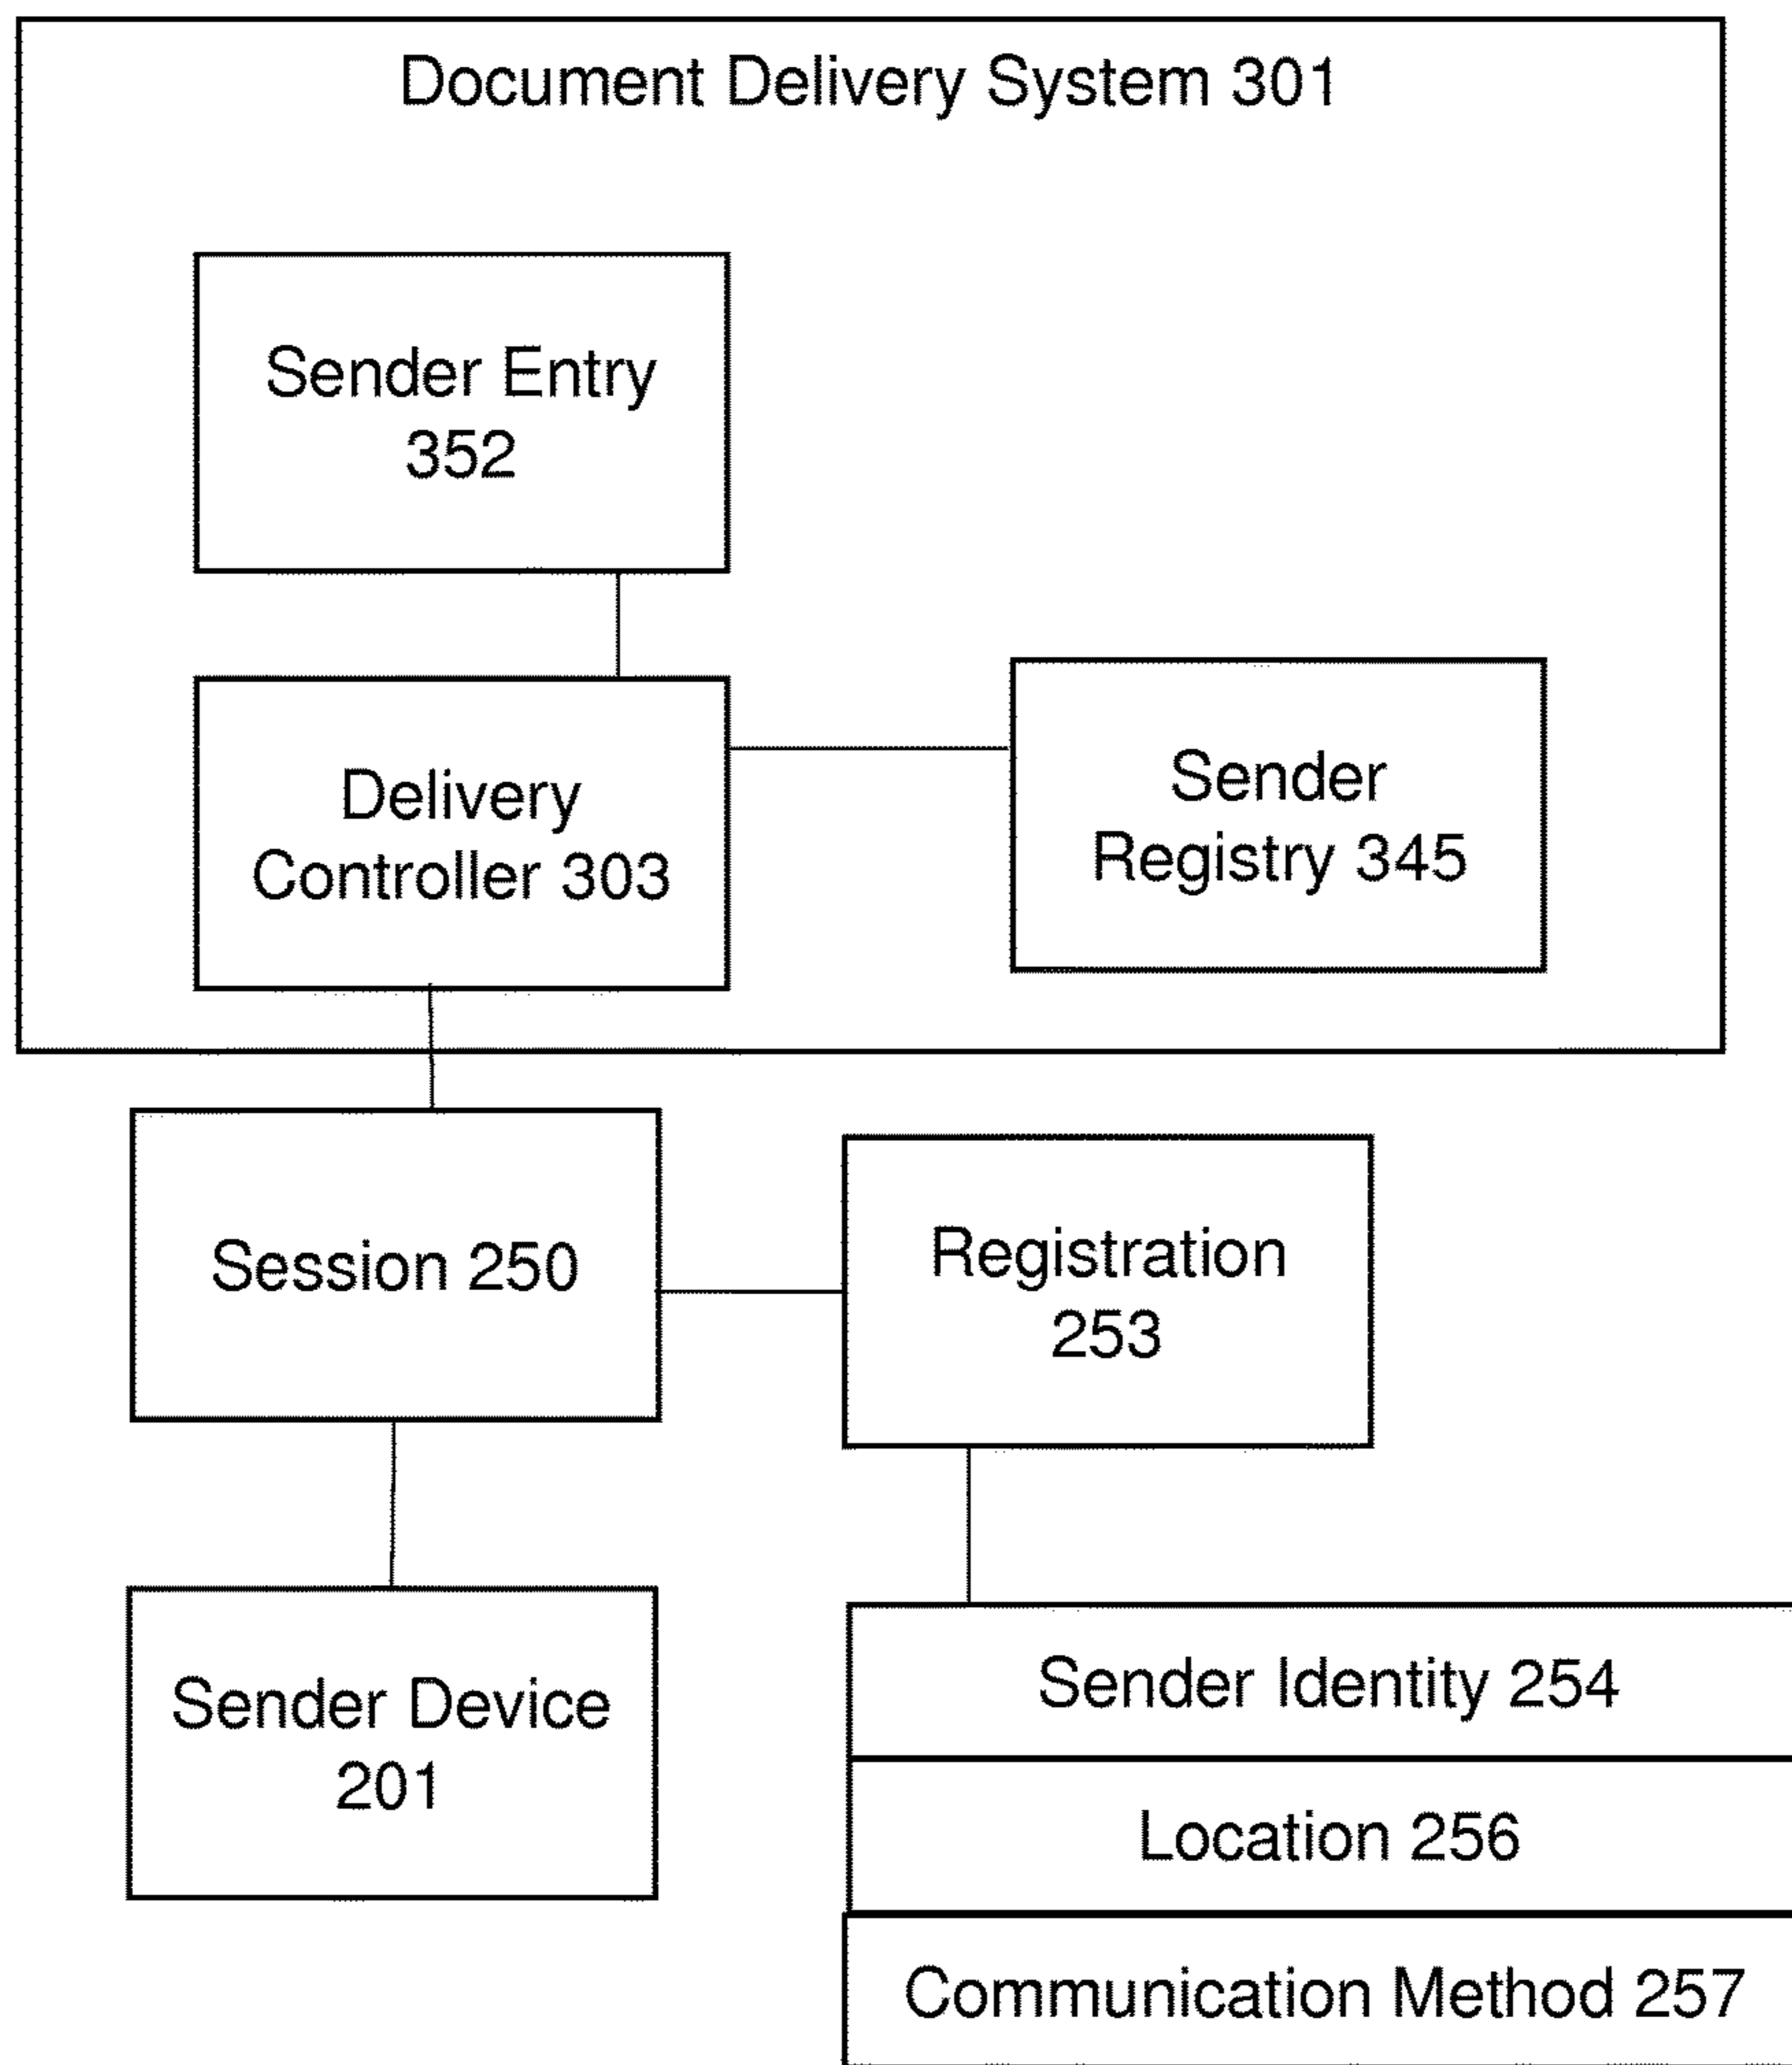 Document Delivery System 301
Sender Entry
352
Delivery
Controller 303
Sender
Registry 345
Session 250
Registration
253
Sender Device
201
Sender Identity 254
Location 256
Communication Method 257